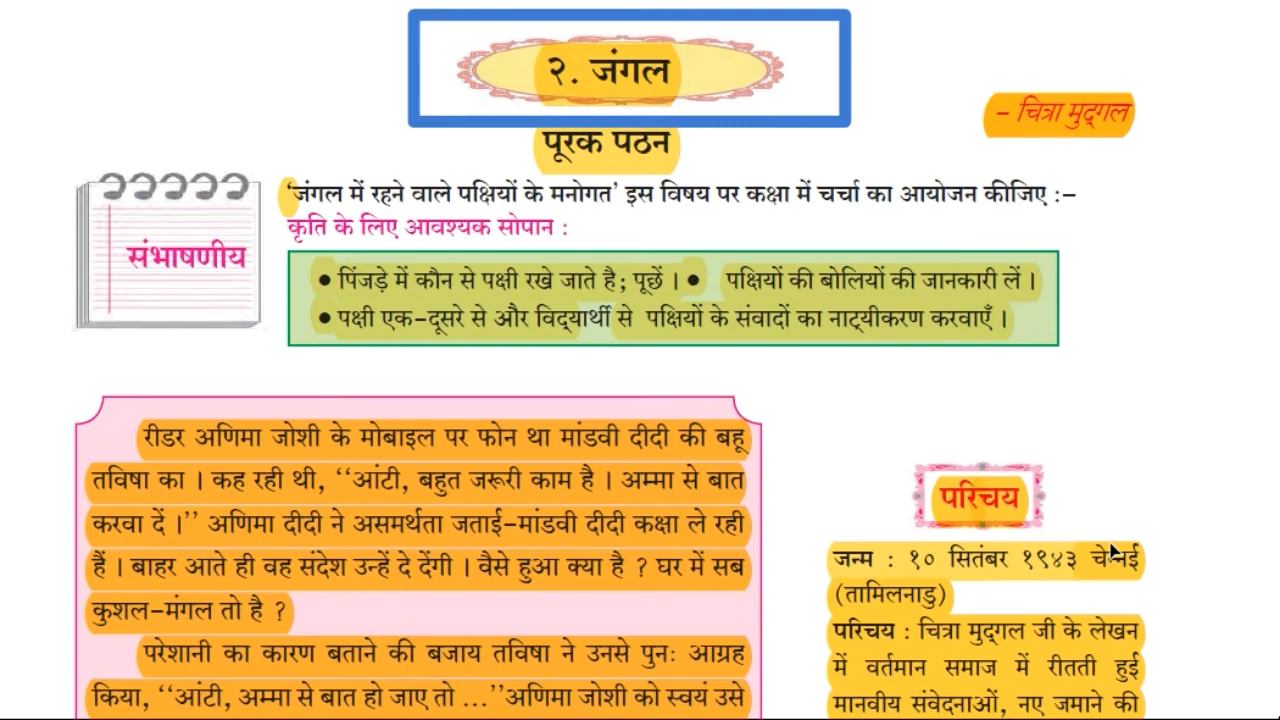 २. जंगल
– चित्रा मुद्गल
पूरक पठन
संभाषणीय
‘जंगल में रहने वाले पक्षियों के मनोगत’ इस विषय पर कक्षा में चर्चा का आयोजन कीजिए :–
कृति के लिए आवश्यक सोपान :
● पिंजड़े में कौन से पक्षी रखे जाते है; पूछें । ● पक्षियों की बोलियों की जानकारी लें ।
● पक्षी एक-दूसरे से और विद्यार्थी से पक्षियों के संवादों का नाट्यीकरण करवाएँ ।
रीडर अणिमा जोशी के मोबाइल पर फोन था मांडवी दीदी की बहू
तविषा का । कह रही थी, ‘‘आंटी, बहुत जरूरी काम है । अम्मा से बात
करवा दें ।’’ अणिमा दीदी ने असमर्थता जताई-मांडवी दीदी कक्षा ले रही
हैं । बाहर आते ही वह संदेश उन्हें दे देंगी । वैसे हुआ क्या है ? घर में सब
कुशल-मंगल तो है ?
परेशानी का कारण बताने की बजाय तविषा ने उनसे पुनः आग्रह
किया, ‘‘आंटी, अम्मा से बात हो जाए तो ...’’अणिमा जोशी को स्वयं उसे
परिचय
जन्म : १० सितंबर १९४३ चेन्नई
(तामिलनाडु)
परिचय : चित्रा मुद्गल जी के लेखन
में वर्तमान समाज में रीतती हुई
मानवीय संवेदनाओं, नए जमाने की